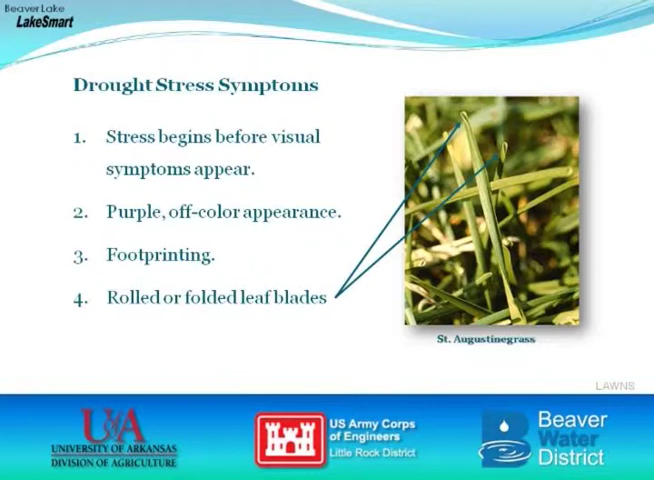 Beaver Lake
LakeSmart
Drought Stress Symptoms
1. Stress begins before visual
symptoms appear.
2. Purple, off-color appearance.
3. Footprinting.
4. Rolled or folded leaf blades
St. Augustinegrass
LAWNS
UofA
UNIVERSITY OF ARKANSAS
DIVISION OF AGRICULTURE
US Army Corps
of Engineers
Little Rock District
Beaver
Water
District